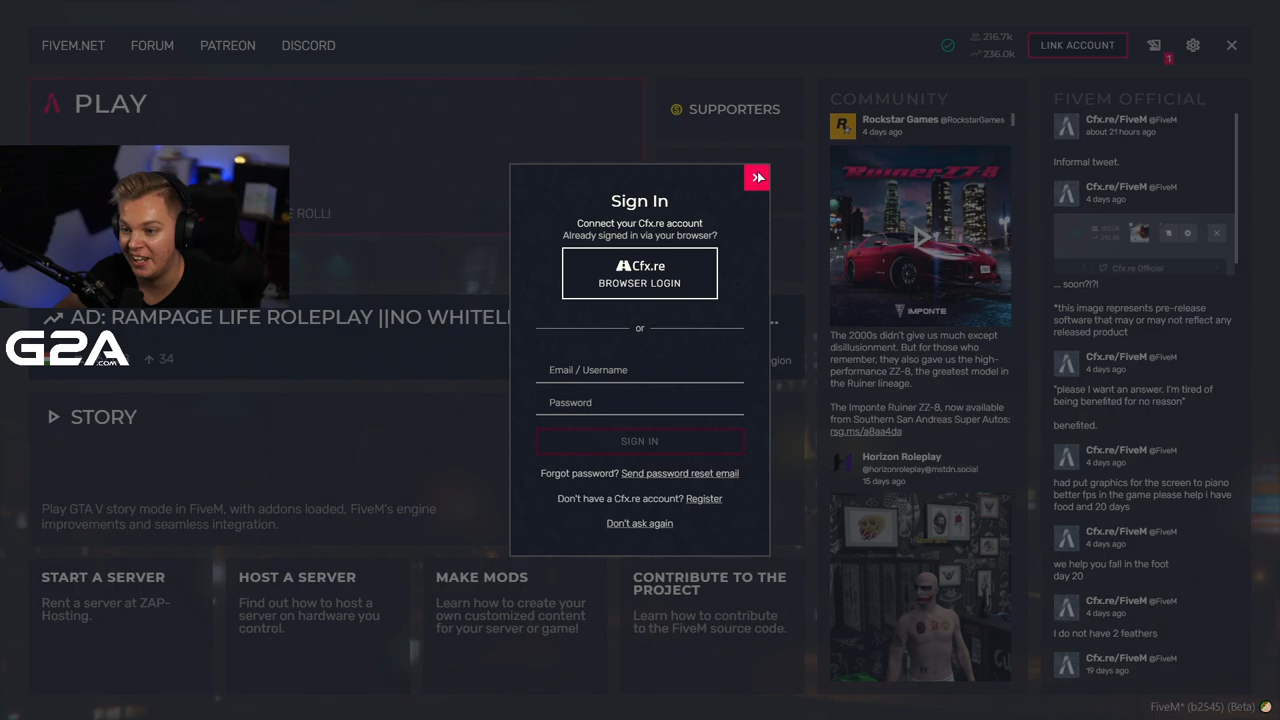 FIVEM.NET
FORUM
PATREON
DISCORD
216.7k
236.0k
LINK ACCOUNT
1
PLAY
E ROLL!
SUPPORTERS
AD: RAMPAGE LIFE ROLEPLAY ||NO WHITELI
..
34
gion
G2A
.COM
STORY
Play GTA V story mode in FiveM, with addons loaded, FiveM's engine
improvements and seamless integration.
START A SERVER
Rent a server at ZAP-
Hosting.
HOST A SERVER
Find out how to host a
server on hardware you
control.
MAKE MODS
Learn how to create your
own customized content
for your server or game!
CONTRIBUTE TO THE
PROJECT
Learn how to contribute
to the FiveM source code.
Sign In
Connect your Cfx.re account
Already signed in via your browser?
Cfx.re
BROWSER LOGIN
or
Email / Username
Password
SIGN IN
Forgot password? Send password reset email
Don't have a Cfx.re account? Register
Don't ask again
COMMUNITY
Rockstar Games @RockstarGames
4 days ago
Ruiner ZZ-8
IMPONTE
The 2000s didn't give us much except
disillusionment. But for those who
remember, they also gave us the high-
performance ZZ-8, the greatest model in
the Ruiner lineage.
The Imponte Ruiner ZZ-8, now available
from Southern San Andreas Super Autos:
rsg.ms/a8aa4da
Horizon Roleplay
@horizonroleplay@mstdn.social
15 days ago
FIVEM OFFICIAL
Cfx.re/FiveM @FiveM
about 21 hours ago
Informal tweet.
Cfx.re/FiveM @FiveM
4 days ago
Cfx.re Official
... soon?!?!
*this image represents pre-release
software that may or may not reflect any
released product
Cfx.re/FiveM @FiveM
4 days ago
"please I want an answer, I'm tired of
being benefited for no reason"
benefited.
Cfx.re/FiveM @FiveM
4 days ago
had put graphics for the screen to piano
better fps in the game please help i have
food and 20 days
Cfx.re/FiveM @FiveM
4 days ago
we help you fall in the foot
day 20
Cfx.re/FiveM @FiveM
4 days ago
I do not have 2 feathers
Cfx.re/FiveM @FiveM
19 days ago
FiveM* (b2545) (Beta)